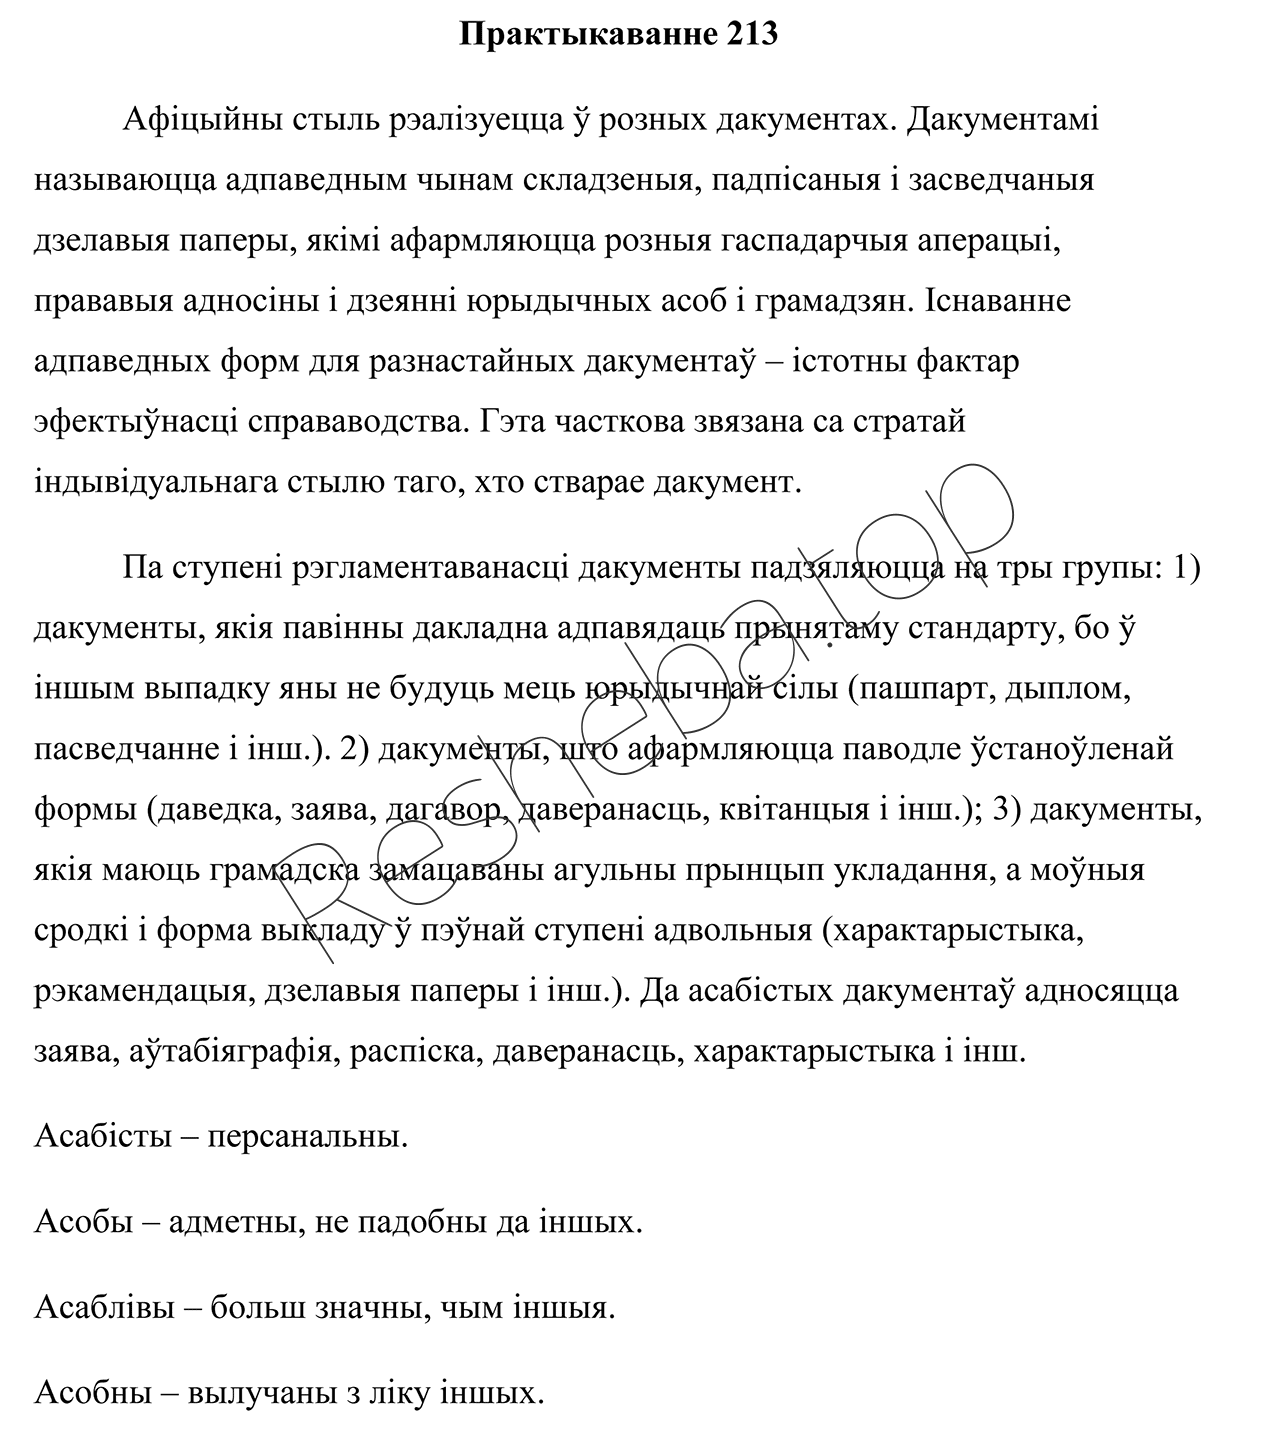 Практыкаванне 213
Афіцыйны стыль рэалізуецца ў розных дакументах. Дакументамі
называюцца адпаведным чынам складзеныя, падпісаныя і засведчаныя
дзелавыя паперы, якімі афармляюцца розныя гаспадарчыя аперацыі,
прававыя адносіны і дзеянні юрыдычных асоб і грамадзян. Існаванне
адпаведных форм для разнастайных дакументаў – істотны фактар
эфектыўнасці справаводства. Гэта часткова звязана са стратай
індывідуальнага стылю таго, хто стварае дакумент.
Па ступені рэгламентаванасці дакументы падзяляюцца на тры групы: 1)
дакументы, якія павінны дакладна адпавядаць прынятаму стандарту, бо ў
іншым выпадку яны не будуць мець юрыдычнай сілы (пашпарт, дыплом,
пасведчанне і інш.). 2) дакументы, што афармляюцца паводле ўстаноўленай
формы (даведка, заява, дагавор, даверанасць, квітанцыя і інш.); 3) дакументы,
якія маюць грамадска замацаваны агульны прынцып укладання, а моўныя
сродкі і форма выкладу ў пэўнай ступені адвольныя (характарыстыка,
рэкамендацыя, дзелавыя паперы і інш.). Да асабістых дакументаў адносяцца
заява, аўтабіяграфія, распіска, даверанасць, характарыстыка і інш.
Асабісты – персанальны.
Асобы – адметны, не падобны да іншых.
Асаблівы – больш значны, чым іншыя.
Асобны – вылучаны з ліку іншых.
Resheba.top